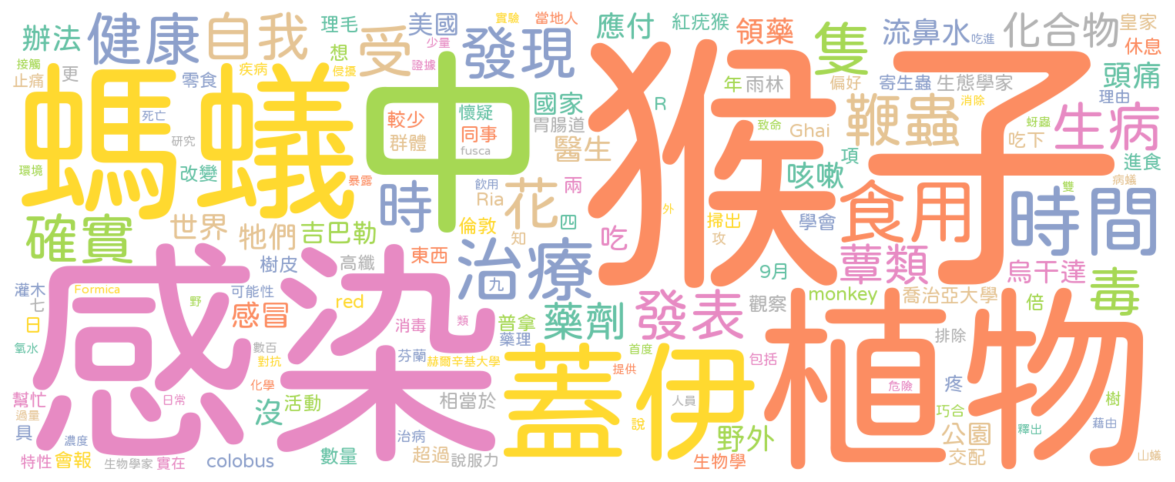 辦法
健康
自我
理毛
受
美國
實驗
當地人
應付
紅疣猴
領藥
隻
流鼻水
吃進
化合物
皇家
休息
接觸
止痛
更
零食
疾病
想
侵擾
少量
證據
發現
年
雨林
偏好
寄生蟲
生態學家
頭痛
理由
螞蟻
死亡
研究
中
較少
群體
懷疑
同事
fusca
國家
胃腸道
醫生
R
致命
Ghai
猴子
消除
鞭蟲
蚜蟲
吃下
生病
進食
環境
改變
暴露
時
Ria
兩
咳嗽
項
食用
雙
病蟻
時間
確實
世界
牠們
吉巴勒
倫敦
知
花
四
吃
外
掃出
攻
學會
蕈類
烏干達
感染
樹皮
高纖
東西
治療
九
9月
毒
灌木
七
Formica
野
可能性
感冒
red
消毒
類
普拿
藥理
藥劑
發表
觀察
monkey
喬治亞大學
倍
日
氫水
數百
對抗
芬蘭
赫爾辛基大學
首度
提供
包括
排除
植物
化學
蓋伊
人員
危險
疼
樹
幫忙
過量
日常
沒
活動
相當於
說
野外
巧合
公園
釋出
藉由
具
濃度
治病
超過
說服力
交配
山蟻
特性
會報
生物學家
實在
colobus
數量
生物學
飲用